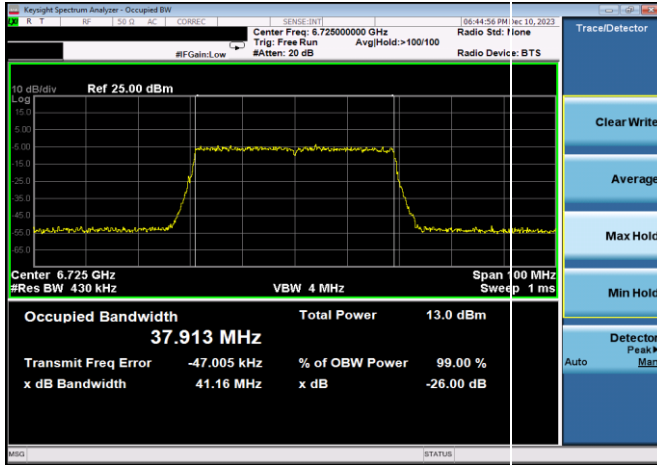 Keysight Spectrum Analyzer - Occupied BW
R T RF 50 Ω AC CORREC SENSE:INT 06:44:56 PM Dec 10, 2023
Center Freq: 6.725000000 GHz Radio Std: None
Trig: Free Run Avg|Hold:>100/100
#IFGain:Low #Atten: 20 dB Radio Device: BTS
Trace/Detector
10 dB/div Ref 25.00 dBm
Log
15.0
5.00
-5.00
-15.0
-25.0
-35.0
-45.0
-55.0
-65.0
Center 6.725 GHz Span 100 MHz
#Res BW 430 kHz VBW 4 MHz Sweep 1 ms
Occupied Bandwidth Total Power 13.0 dBm
37.913 MHz
Transmit Freq Error -47.005 kHz % of OBW Power 99.00 %
x dB Bandwidth 41.16 MHz x dB -26.00 dB
Clear Write
Average
Max Hold
Min Hold
Detector
Peak
Auto Man
MSG STATUS